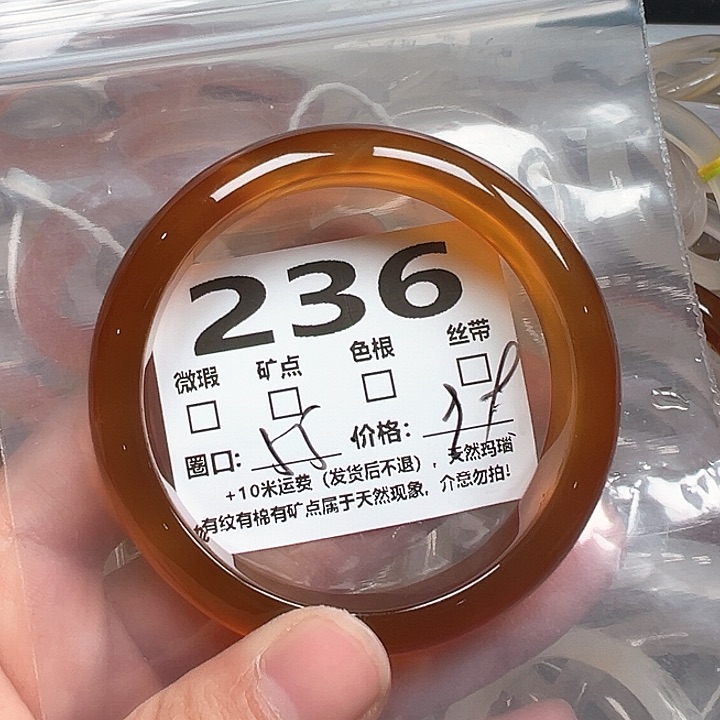 236
微瑕 矿点 色根 丝带
圈口: 58 价格:
+10米运费（发货后不退），天然玛瑙
有纹有棉有矿点属于天然现象，介意勿拍!